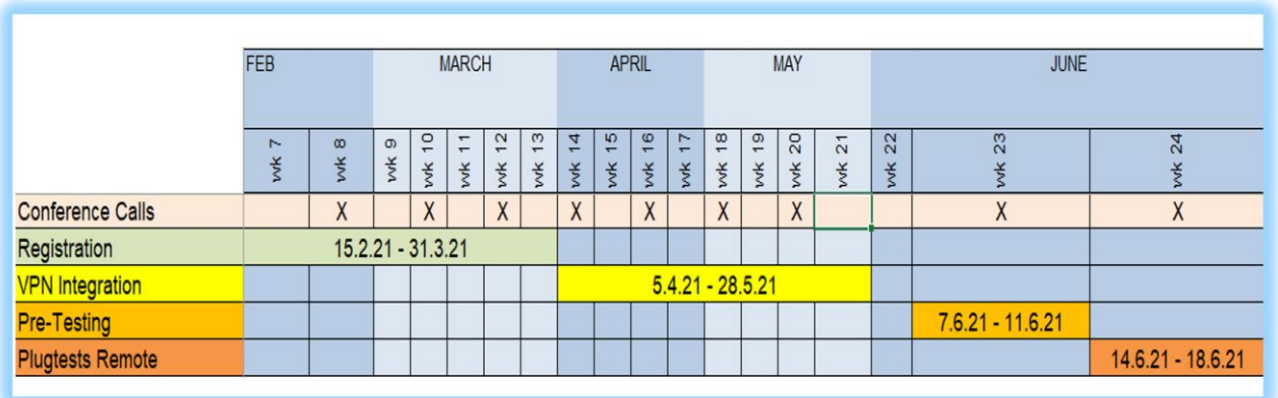 FEB MARCH APRIL MAY JUNE
wk 7 wk 8 wk 9 wk 10 wk 11 wk 12 wk 13 wk 14 wk 15 wk 16 wk 17 wk 18 wk 19 wk 20 wk 21 wk 22 wk 23 wk 24
Conference Calls X X X X X X X X X
Registration 15.2.21 - 31.3.21
VPN Integration 5.4.21 - 28.5.21
Pre-Testing 7.6.21 - 11.6.21
Plugtests Remote 14.6.21 - 18.6.21